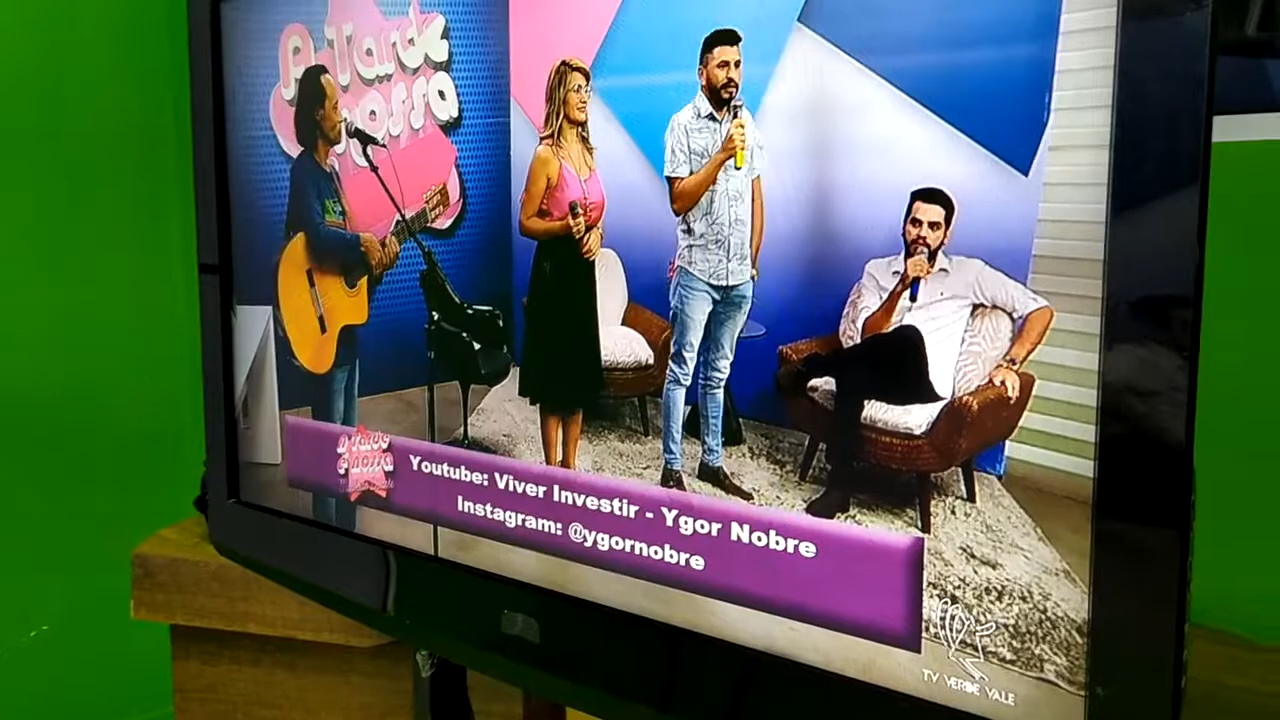 A Tarde
é nossa
A Tarde
é nossa
Youtube: Viver Investir - Ygor Nobre
Instagram: @ygornobre
TV VERDE VALE